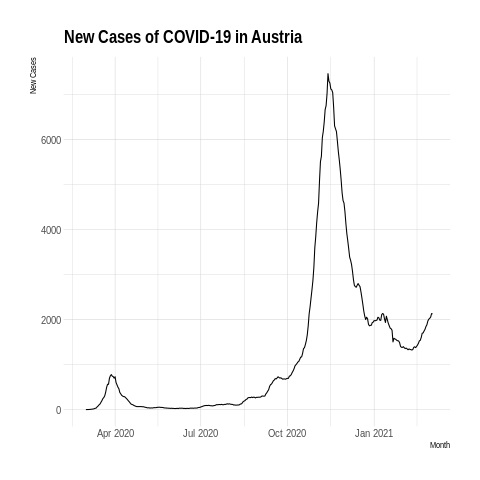 New Cases of COVID-19 in Austria
New Cases
6000
4000
2000
0
Apr 2020 Jul 2020 Oct 2020 Jan 2021
Month